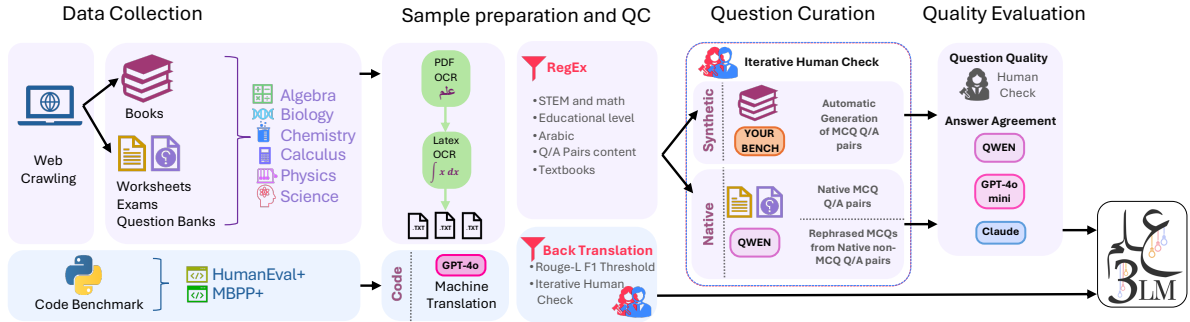 Data Collection
Sample preparation and QC
Question Curation
Quality Evaluation
Web
Crawling
Books
Worksheets
Exams
Question Banks
Algebra
Biology
Chemistry
Calculus
Physics
Science
Code Benchmark
HumanEval+
MBPP+
PDF
OCR
علم
Latex
OCR
∫ x dx
.TXT
.TXT
.TXT
Code
GPT-4o
Machine
Translation
RegEx
• STEM and math
• Educational level
• Arabic
• Q/A Pairs content
• Textbooks
Back Translation
• Rouge-L F1 Threshold
• Iterative Human
Check
Iterative Human Check
Synthetic
YOUR
BENCH
Automatic
Generation
of MCQ Q/A
pairs
Native
QWEN
Native MCQ
Q/A pairs
Rephrased MCQs
from Native non-
MCQ Q/A pairs
Question Quality
Human
Check
Answer Agreement
QWEN
GPT-4o
mini
Claude
علم
3LM